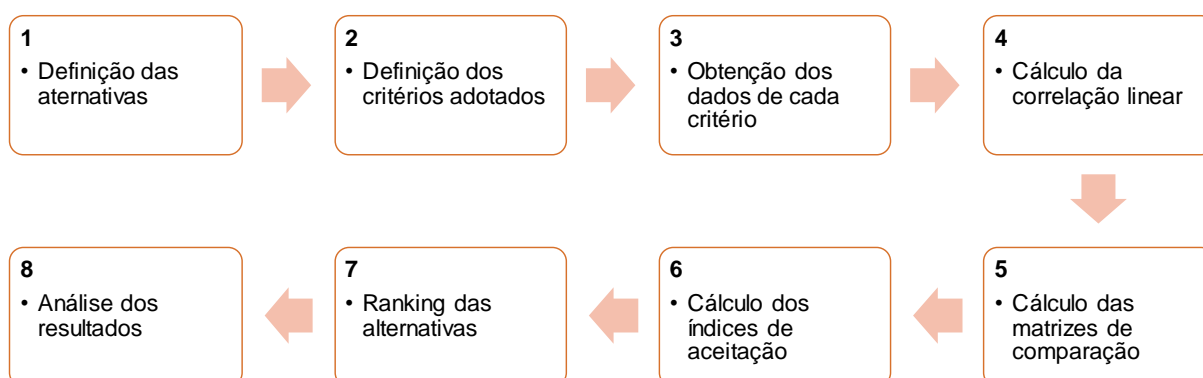 1
• Definição das
aternativas
2
• Definição dos
critérios adotados
3
• Obtenção dos
dados de cada
critério
4
• Cálculo da
correlação linear
5
• Cálculo das
matrizes de
comparação
6
• Cálculo dos
índices de
aceitação
7
• Ranking das
alternativas
8
• Análise dos
resultados